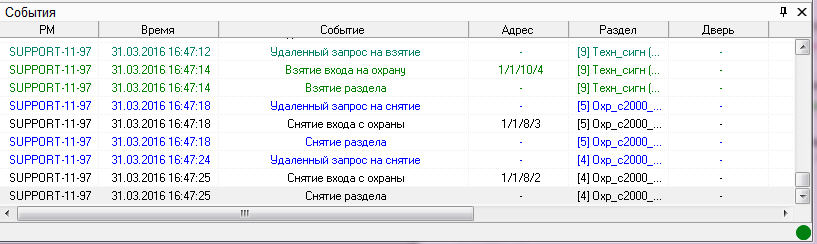 События
РМ Время Событие Адрес Раздел Дверь
SUPPORT-11-97 31.03.2016 16:47:12 Удаленный запрос на взятие - [9] Техн_сигн (... -
SUPPORT-11-97 31.03.2016 16:47:14 Взятие входа на охрану 1/1/10/4 [9] Техн_сигн (... -
SUPPORT-11-97 31.03.2016 16:47:14 Взятие раздела - [9] Техн_сигн (... -
SUPPORT-11-97 31.03.2016 16:47:18 Удаленный запрос на снятие - [5] Охр_с2000_... -
SUPPORT-11-97 31.03.2016 16:47:18 Снятие входа с охраны 1/1/8/3 [5] Охр_с2000_... -
SUPPORT-11-97 31.03.2016 16:47:18 Снятие раздела - [5] Охр_с2000_... -
SUPPORT-11-97 31.03.2016 16:47:24 Удаленный запрос на снятие - [4] Охр_с2000_... -
SUPPORT-11-97 31.03.2016 16:47:25 Снятие входа с охраны 1/1/8/2 [4] Охр_с2000_... -
SUPPORT-11-97 31.03.2016 16:47:25 Снятие раздела - [4] Охр_с2000_... -